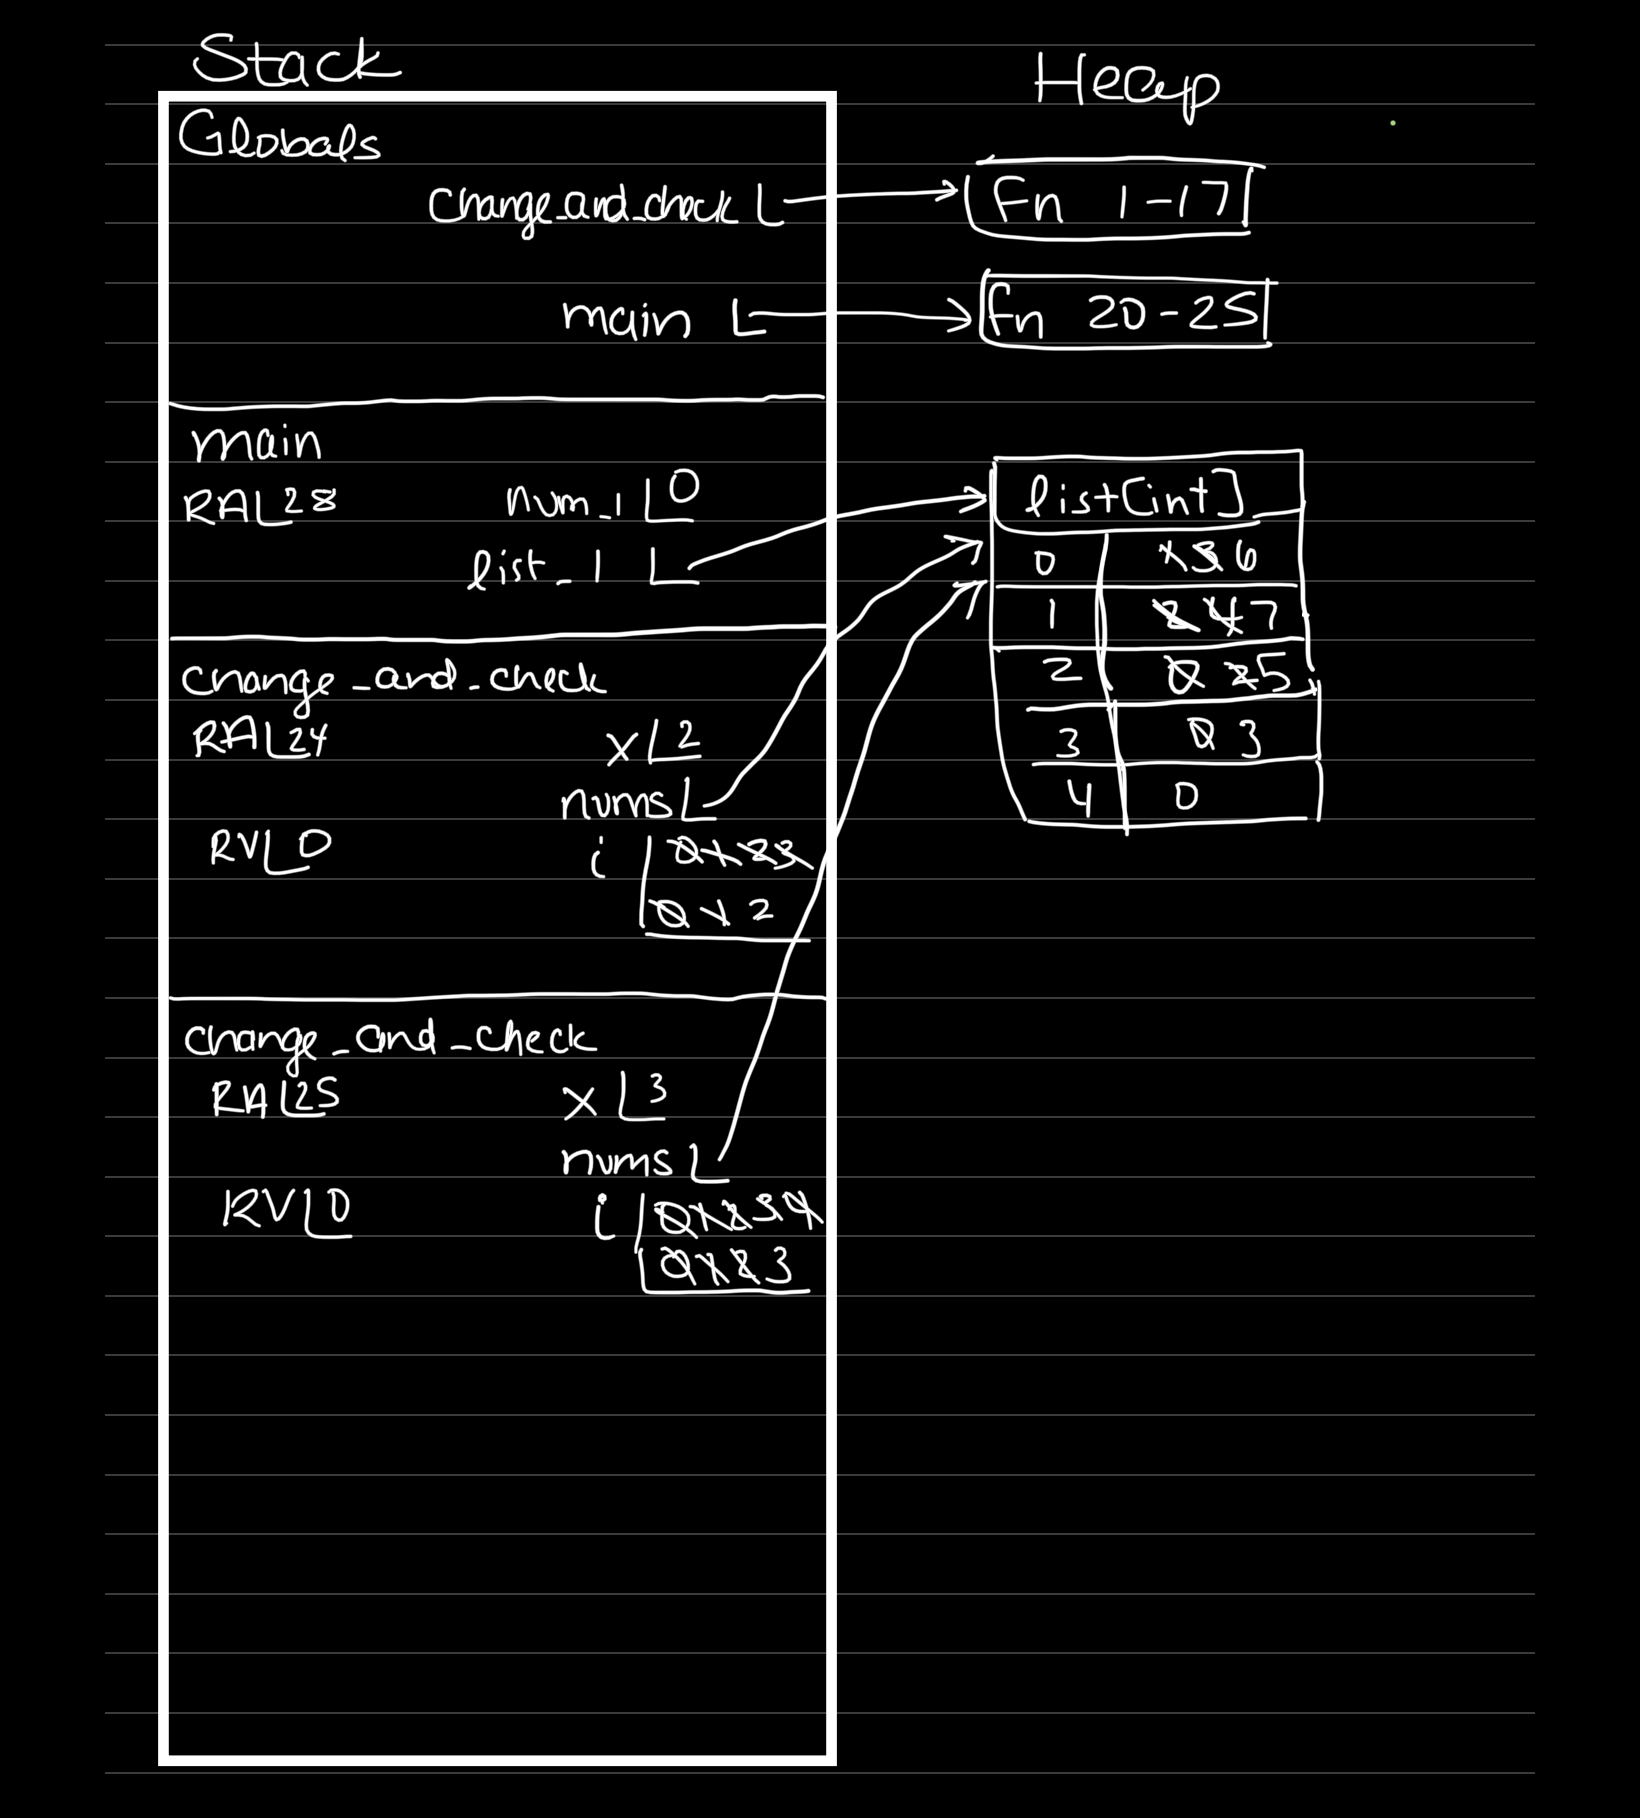 Stack
Heap
Globals
change_and_check
Fn 1-17
main
fn 20-25
main
RA 28
num_1 0
list_1
list[int]
0 1 3 6
1 2 4 7
2 0 2 5
3 0 3
4 0
change_and_check
RA 24
x 2
nums
RV 0
i 0 1 2 3
0 1 2
change_and_check
RA 25
x 3
nums
RV 0
i 0 1 2 3 4
0 1 2 3